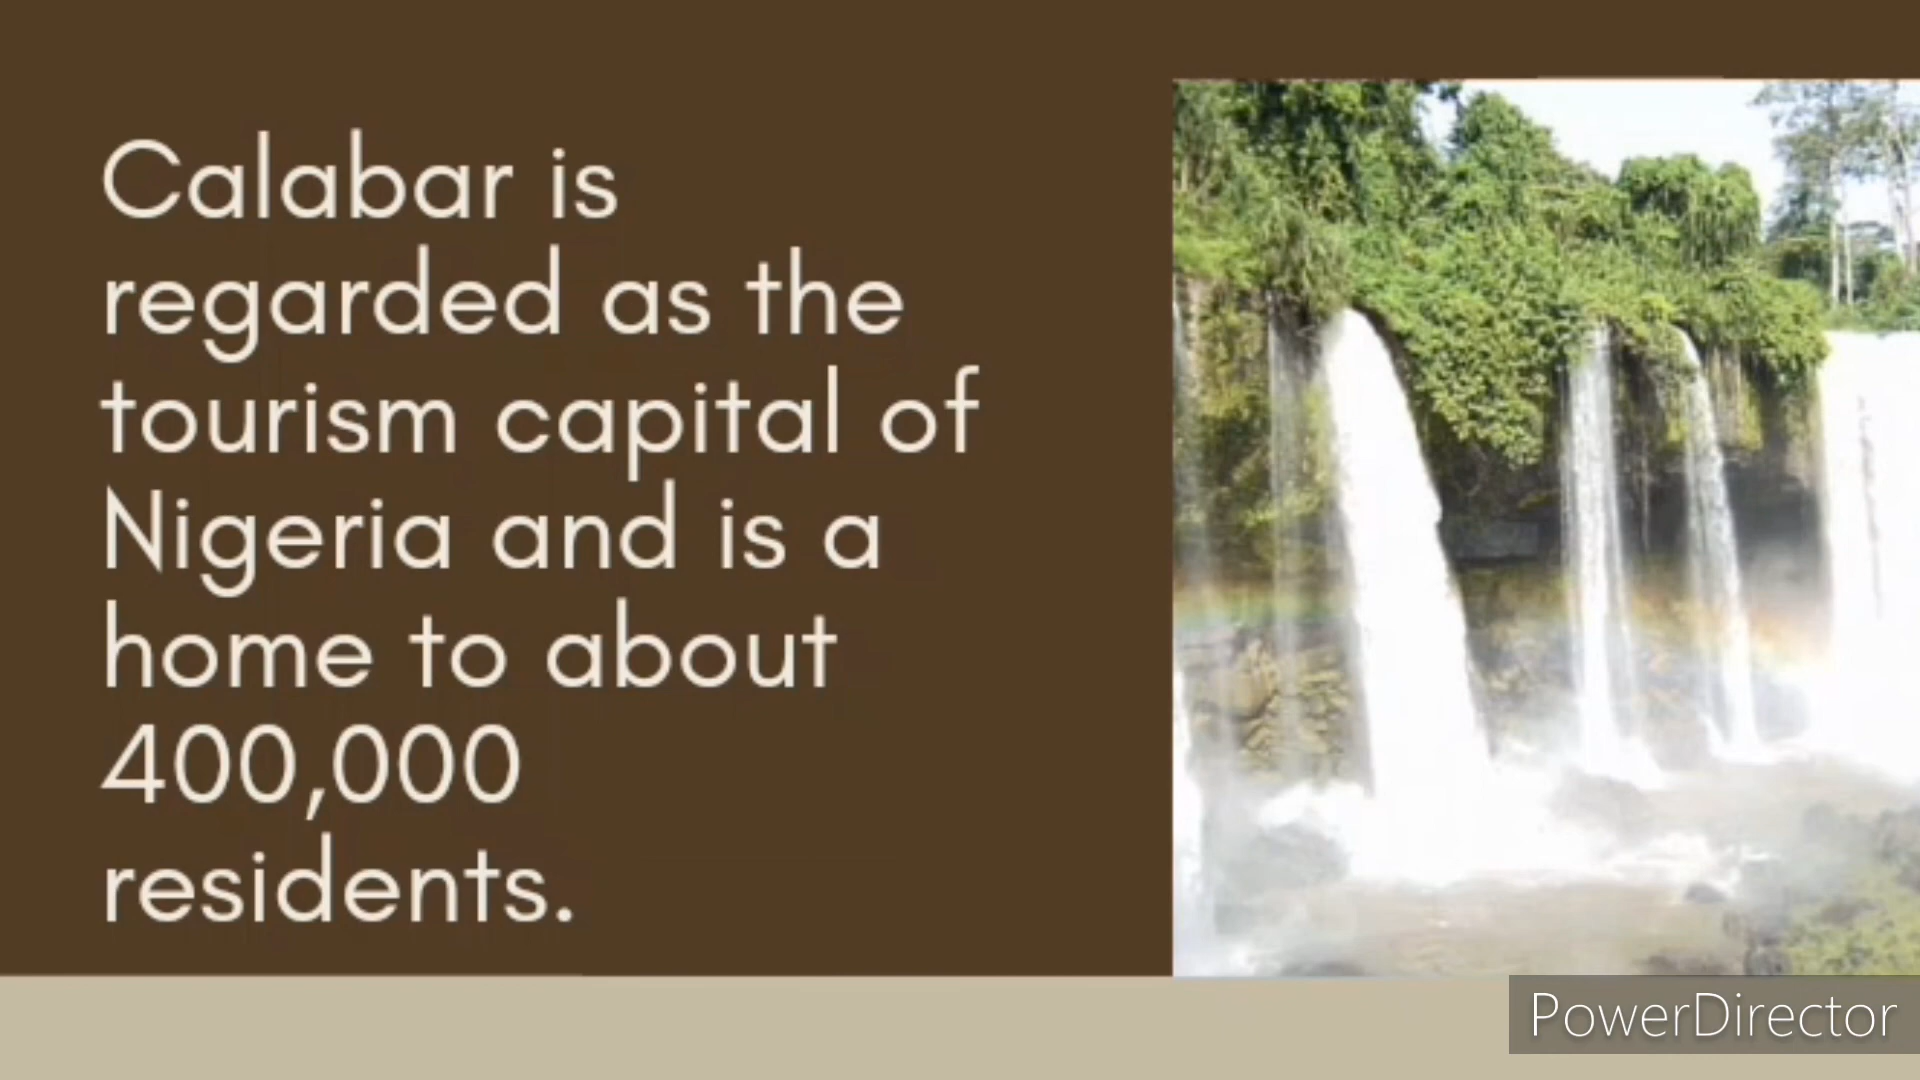 Calabar is
regarded as the
tourism capital of
Nigeria and is a
home to about
400,000
residents.
PowerDirector